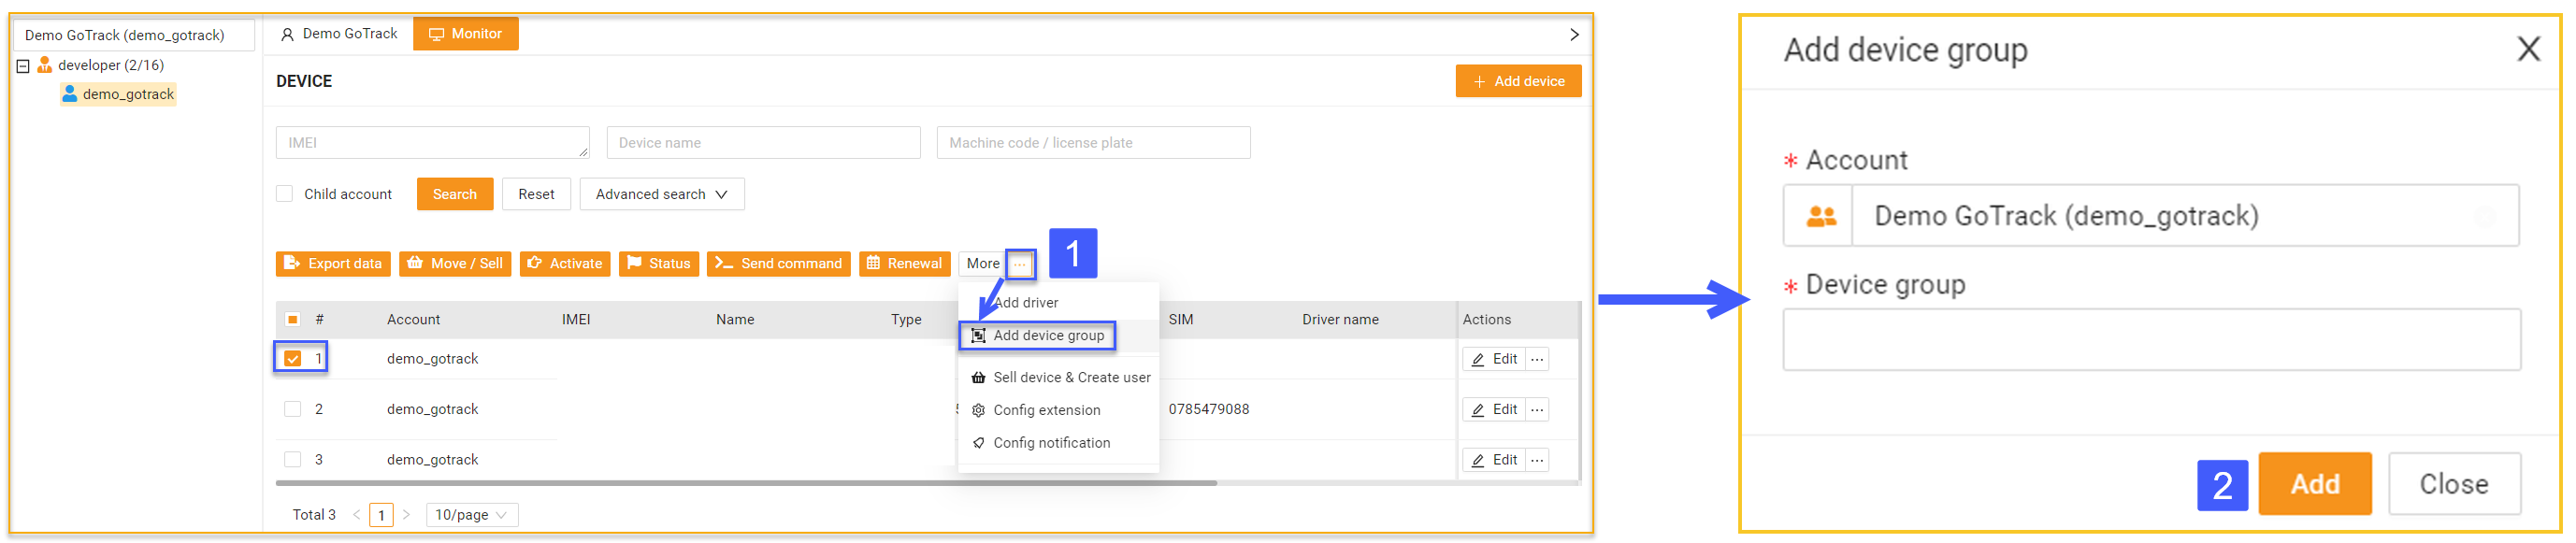 Demo GoTrack (demo_gotrack)
developer (2/16)
demo_gotrack
Demo GoTrack
Monitor
DEVICE
Add device
IMEI
Device name
Machine code / license plate
Child account
Search
Reset
Advanced search
Export data
Move / Sell
Activate
Status
Send command
Renewal
More
1
Add driver
Add device group
Sell device & Create user
Config extension
Config notification
# Account IMEI Name Type SIM Driver name Actions
1 demo_gotrack Edit
2 demo_gotrack 0785479088 Edit
3 demo_gotrack Edit
Total 3 < 1 > 10/page
Add device group
* Account
Demo GoTrack (demo_gotrack)
* Device group
2
Add
Close